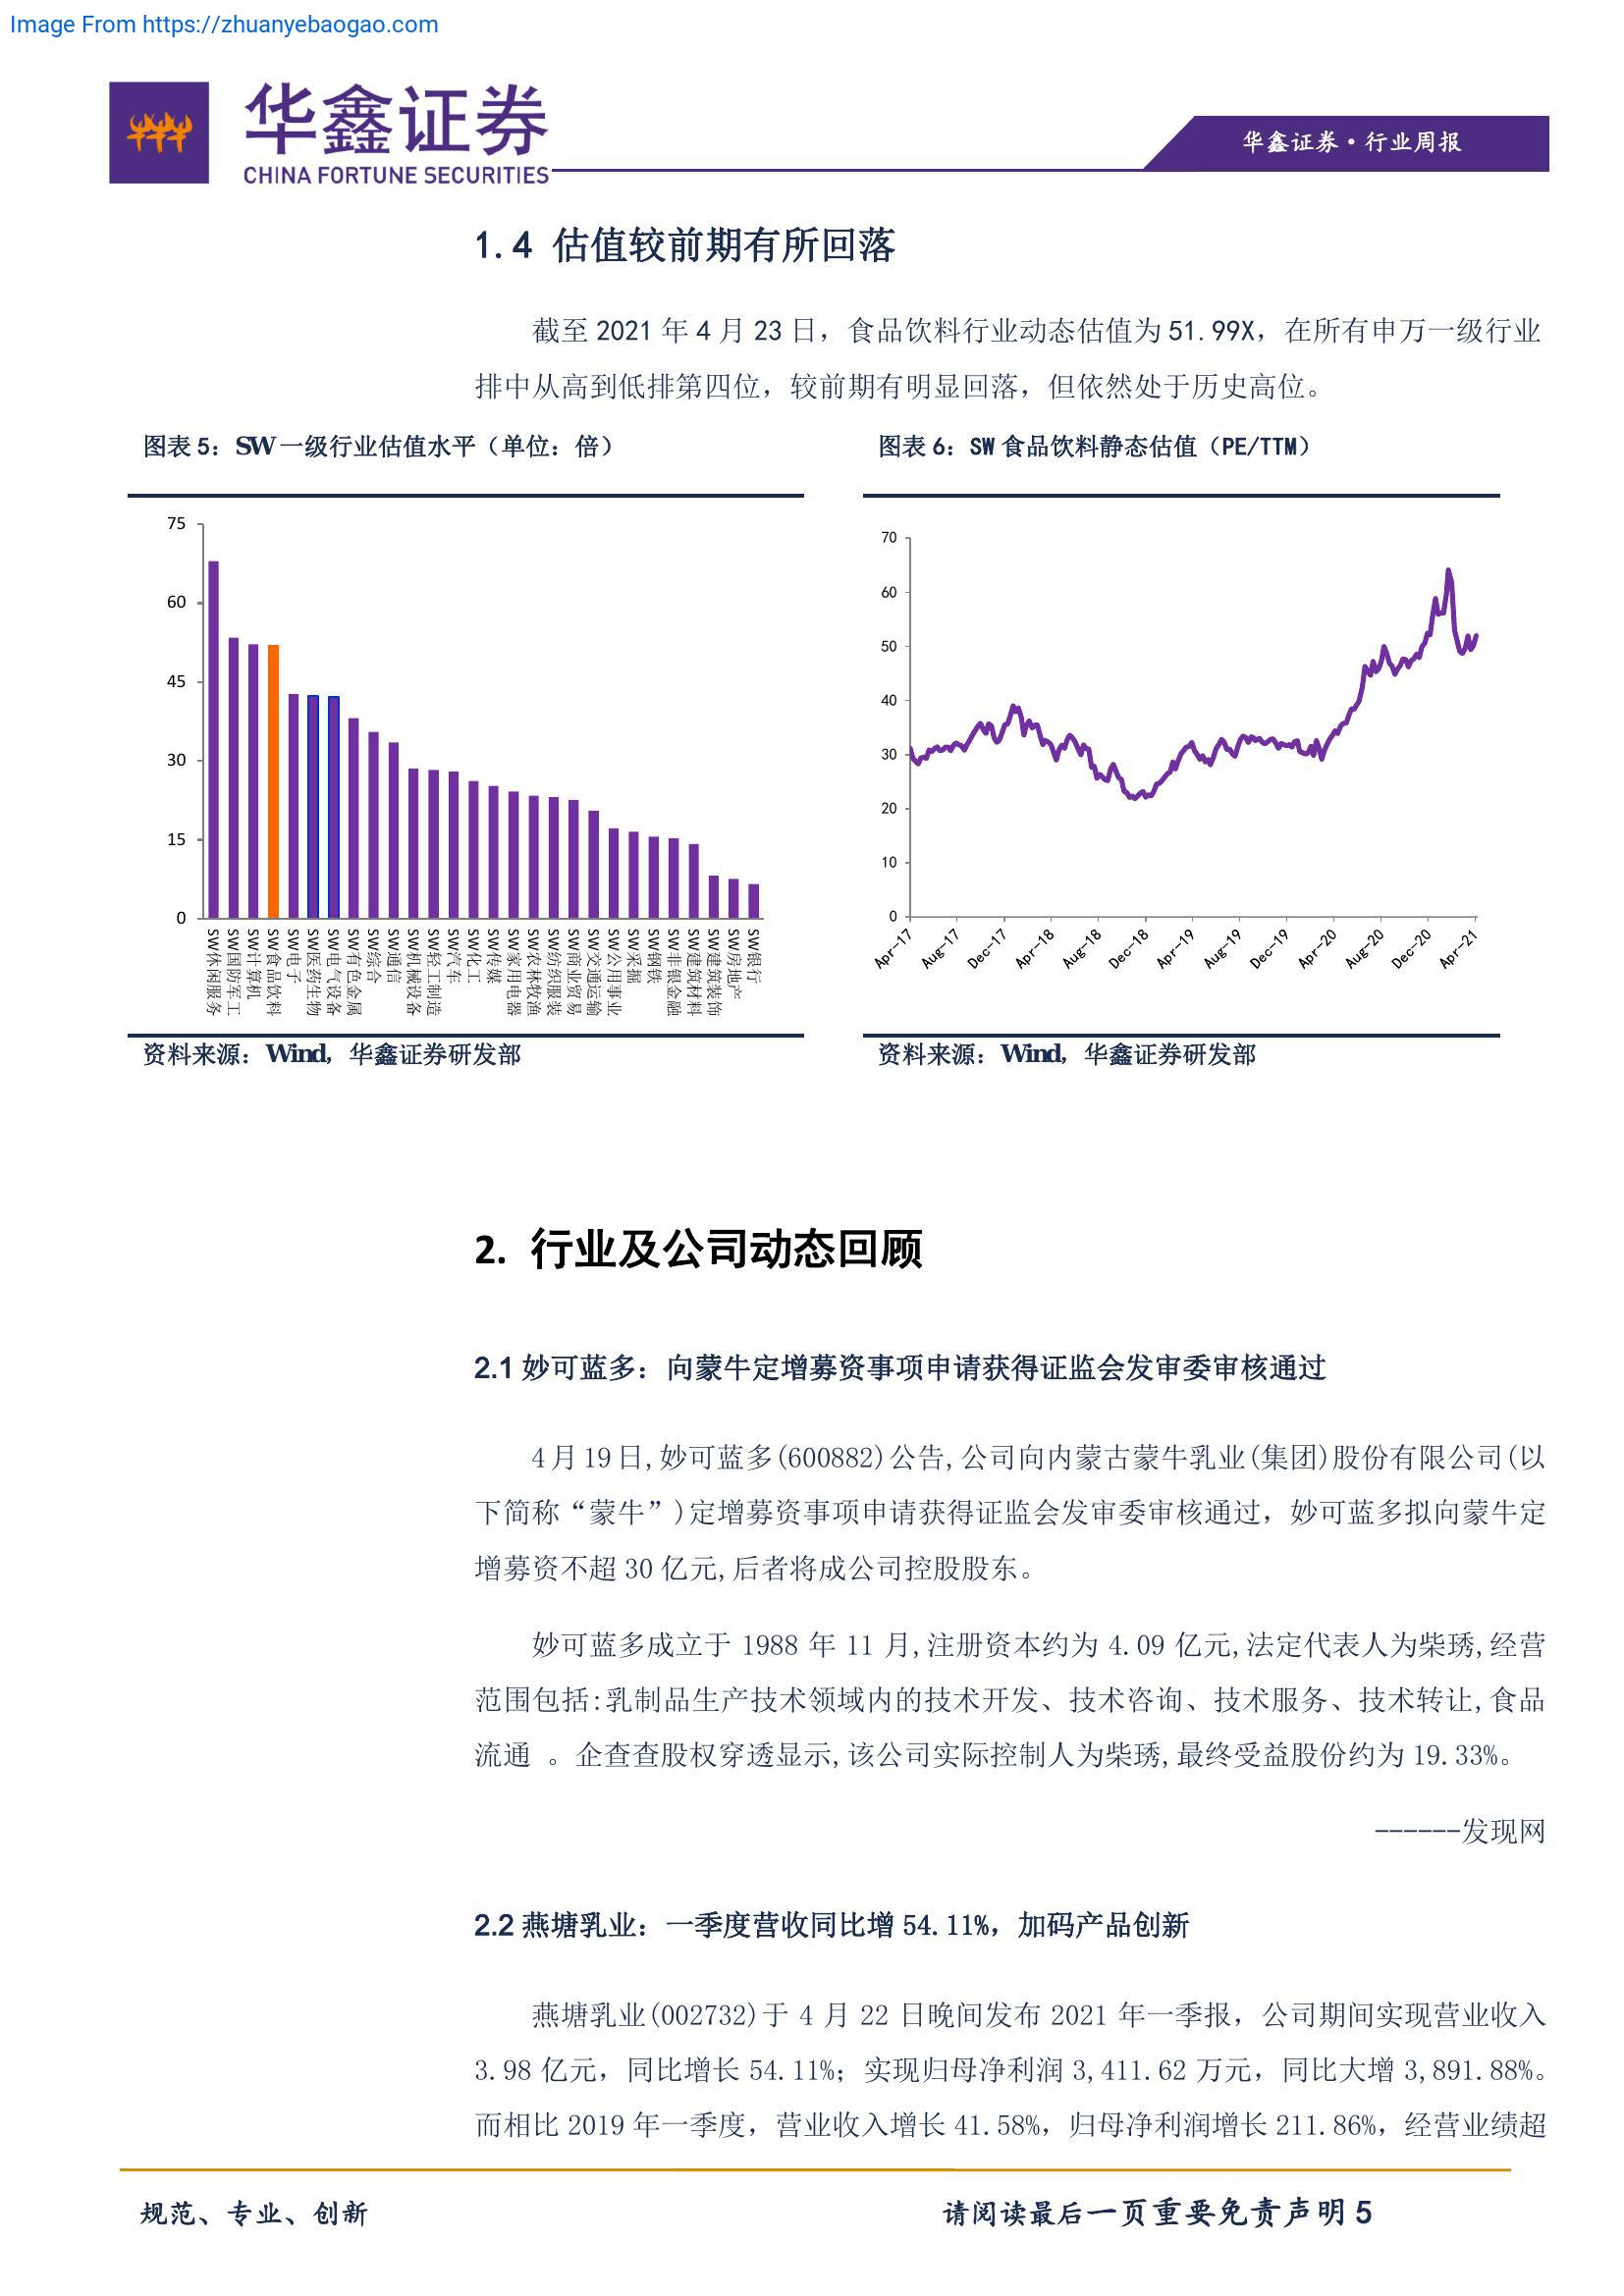 Image From https://zhuanyebaogao.com
华鑫证券
CHINA FORTUNE SECURITIES
华鑫证券·行业周报
1.4 估值较前期有所回落
截至 2021 年 4 月 23 日，食品饮料行业动态估值为 51.99X，在所有申万一级行业
排中从高到低排第四位，较前期有明显回落，但依然处于历史高位。
图表 5：SW 一级行业估值水平（单位：倍）
75
60
45
30
15
0
SW休闲服务
SW国防军工
SW计算机
SW食品饮料
SW电子
SW医药生物
SW电气设备
SW有色金属
SW综合
SW通信
SW机械设备
SW轻工制造
SW汽车
SW化工
SW传媒
SW家用电器
SW农林牧渔
SW纺织服装
SW商业贸易
SW交通运输
SW公用事业
SW采掘
SW钢铁
SW非银金融
SW建筑材料
SW建筑装饰
SW房地产
SW银行
资料来源：Wind，华鑫证券研发部
图表 6：SW 食品饮料静态估值（PE/TTM）
70
60
50
40
30
20
10
0
Apr-17
Aug-17
Dec-17
Apr-18
Aug-18
Dec-18
Apr-19
Aug-19
Dec-19
Apr-20
Aug-20
Dec-20
Apr-21
资料来源：Wind，华鑫证券研发部
2. 行业及公司动态回顾
2.1 妙可蓝多：向蒙牛定增募资事项申请获得证监会发审委审核通过
4 月 19 日,妙可蓝多(600882)公告,公司向内蒙古蒙牛乳业(集团)股份有限公司(以
下简称“蒙牛”)定增募资事项申请获得证监会发审委审核通过，妙可蓝多拟向蒙牛定
增募资不超 30 亿元,后者将成公司控股股东。
妙可蓝多成立于 1988 年 11 月,注册资本约为 4.09 亿元,法定代表人为柴琇,经营
范围包括:乳制品生产技术领域内的技术开发、技术咨询、技术服务、技术转让,食品
流通 。企查查股权穿透显示,该公司实际控制人为柴琇,最终受益股份约为 19.33%。
------发现网
2.2 燕塘乳业：一季度营收同比增 54.11%，加码产品创新
燕塘乳业(002732)于 4 月 22 日晚间发布 2021 年一季报，公司期间实现营业收入
3.98 亿元，同比增长 54.11%；实现归母净利润 3,411.62 万元，同比大增 3,891.88%。
而相比 2019 年一季度，营业收入增长 41.58%，归母净利润增长 211.86%，经营业绩超
规范、专业、创新
请阅读最后一页重要免责声明 5